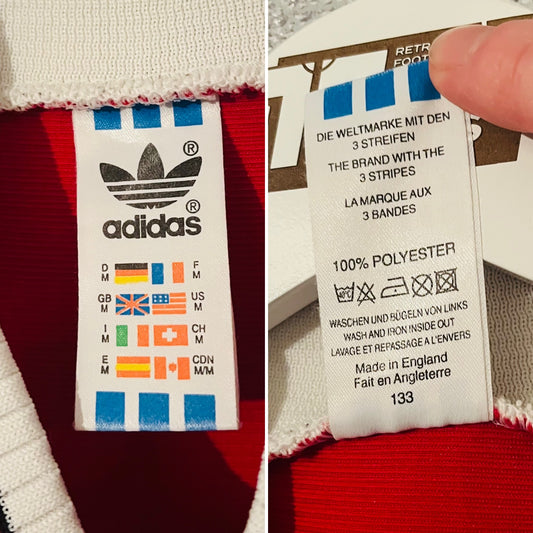 ®
®
adidas
D M
F M
GB M
US M
I M
CH M
E M
CDN M/M
RETR
FOOT
DIE WELTMARKE MIT DEN
3 STREIFEN
THE BRAND WITH THE
3 STRIPES
LA MARQUE AUX
3 BANDES
100% POLYESTER
WASCHEN UND BÜGELN VON LINKS
WASH AND IRON INSIDE OUT
LAVAGE ET REPASSAGE A L'ENVERS
Made in England
Fait en Angleterre
133